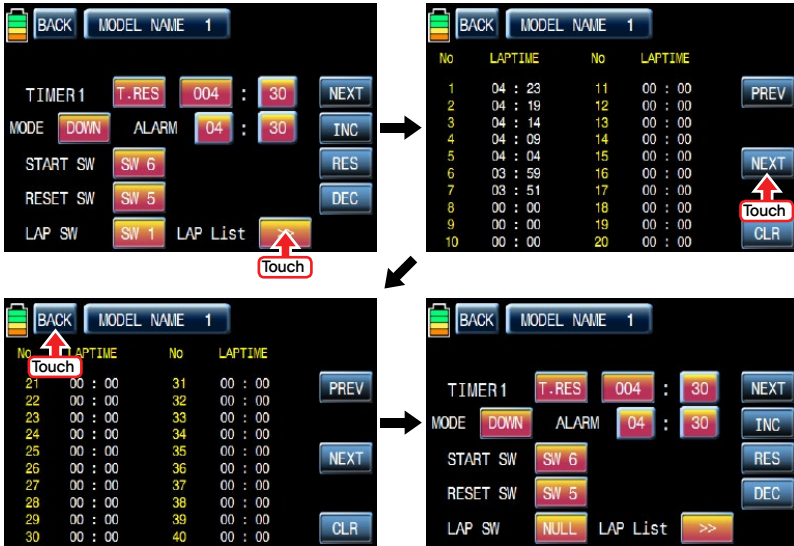 BACK MODEL NAME 1
TIMER1 T.RES 004 : 30 NEXT
MODE DOWN ALARM 04 : 30 INC
START SW SW 6 RES
RESET SW SW 5 DEC
LAP SW SW 1 LAP List >>
Touch
BACK MODEL NAME 1
No LAPTIME No LAPTIME
1 04 : 23 11 00 : 00 PREV
2 04 : 19 12 00 : 00
3 04 : 14 13 00 : 00
4 04 : 09 14 00 : 00
5 04 : 04 15 00 : 00 NEXT
6 03 : 59 16 00 : 00
7 03 : 51 17 00 : 00
8 00 : 00 18 00 : 00 Touch
9 00 : 00 19 00 : 00 CLR
10 00 : 00 20 00 : 00
BACK MODEL NAME 1
No LAPTIME No LAPTIME
Touch
21 00 : 00 31 00 : 00 PREV
22 00 : 00 32 00 : 00
23 00 : 00 33 00 : 00
24 00 : 00 34 00 : 00
25 00 : 00 35 00 : 00 NEXT
26 00 : 00 36 00 : 00
27 00 : 00 37 00 : 00
28 00 : 00 38 00 : 00
29 00 : 00 39 00 : 00 CLR
30 00 : 00 40 00 : 00
BACK MODEL NAME 1
TIMER1 T.RES 004 : 30 NEXT
MODE DOWN ALARM 04 : 30 INC
START SW SW 6 RES
RESET SW SW 5 DEC
LAP SW NULL LAP List >>